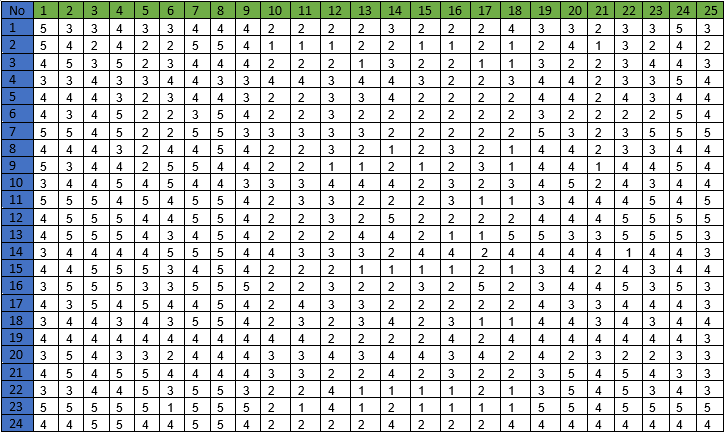 No 1 2 3 4 5 6 7 8 9 10 11 12 13 14 15 16 17 18 19 20 21 22 23 24 25
1 5 3 3 4 3 3 4 4 4 2 2 2 2 3 2 2 2 4 3 3 2 3 3 5 3
2 5 4 2 4 2 2 5 5 4 1 1 1 2 2 1 1 2 1 2 4 1 3 2 4 2
3 4 5 3 5 2 3 4 4 4 3 2 2 2 1 3 2 2 1 1 3 2 2 3 4 4 3
4 3 3 4 3 3 4 4 3 3 4 4 3 4 4 3 2 2 3 4 4 2 3 3 5 4
5 4 4 4 3 2 3 4 4 3 2 2 3 3 4 2 2 2 2 4 4 2 4 3 4 4
6 4 3 4 5 2 2 3 5 4 2 2 3 2 2 2 2 2 2 3 2 2 2 2 5 4
7 5 5 4 5 2 2 5 5 3 3 3 3 3 2 2 2 2 2 5 3 2 3 5 5 5
8 4 4 4 3 2 4 4 5 4 2 2 3 2 1 2 3 2 1 4 4 2 3 3 4 4
9 5 3 4 4 2 5 5 4 4 2 2 1 1 2 1 2 3 1 4 4 1 4 4 5 4
10 3 4 4 5 4 5 4 4 3 3 3 4 4 4 2 3 2 3 4 5 2 4 3 4 4
11 5 5 5 4 5 4 5 5 4 2 3 3 2 2 2 3 1 1 3 4 4 4 5 4 5
12 4 5 5 4 5 4 4 5 5 4 2 2 3 2 5 2 2 2 2 4 4 4 5 5 5 5
13 4 5 5 5 4 3 4 5 4 2 2 2 4 4 2 1 1 5 5 3 3 5 5 5 3
14 3 4 4 4 4 5 5 5 4 4 3 3 3 2 4 4 2 4 4 4 4 1 4 4 3
15 4 4 5 5 5 3 4 5 4 2 2 2 1 1 1 1 2 1 3 4 2 4 3 4 4
16 3 5 5 5 3 3 5 5 5 2 2 3 2 2 3 2 5 2 3 4 4 5 3 5 3
17 4 3 5 4 5 4 4 5 4 2 4 3 3 2 2 2 2 2 4 3 3 4 4 4 3
18 3 4 4 3 4 3 5 5 4 2 3 2 3 4 2 3 1 1 4 4 3 4 3 4 4
19 4 4 4 4 4 4 4 4 4 4 4 2 2 2 2 4 2 4 4 4 4 4 4 4 3
20 3 5 4 3 3 2 4 4 4 3 3 4 3 4 4 3 4 2 4 2 3 2 2 3 3
21 4 5 4 5 5 4 4 4 4 3 3 2 2 4 2 3 2 2 3 5 4 5 4 3 3
22 3 3 4 4 5 3 5 5 3 2 2 4 1 1 1 1 2 1 3 5 4 5 3 4 3
23 5 5 5 5 5 1 5 5 5 2 1 4 1 2 1 1 1 1 5 5 4 5 5 5 5
24 4 4 5 5 4 4 5 5 4 2 2 2 2 4 2 2 2 4 4 4 4 4 4 4 4